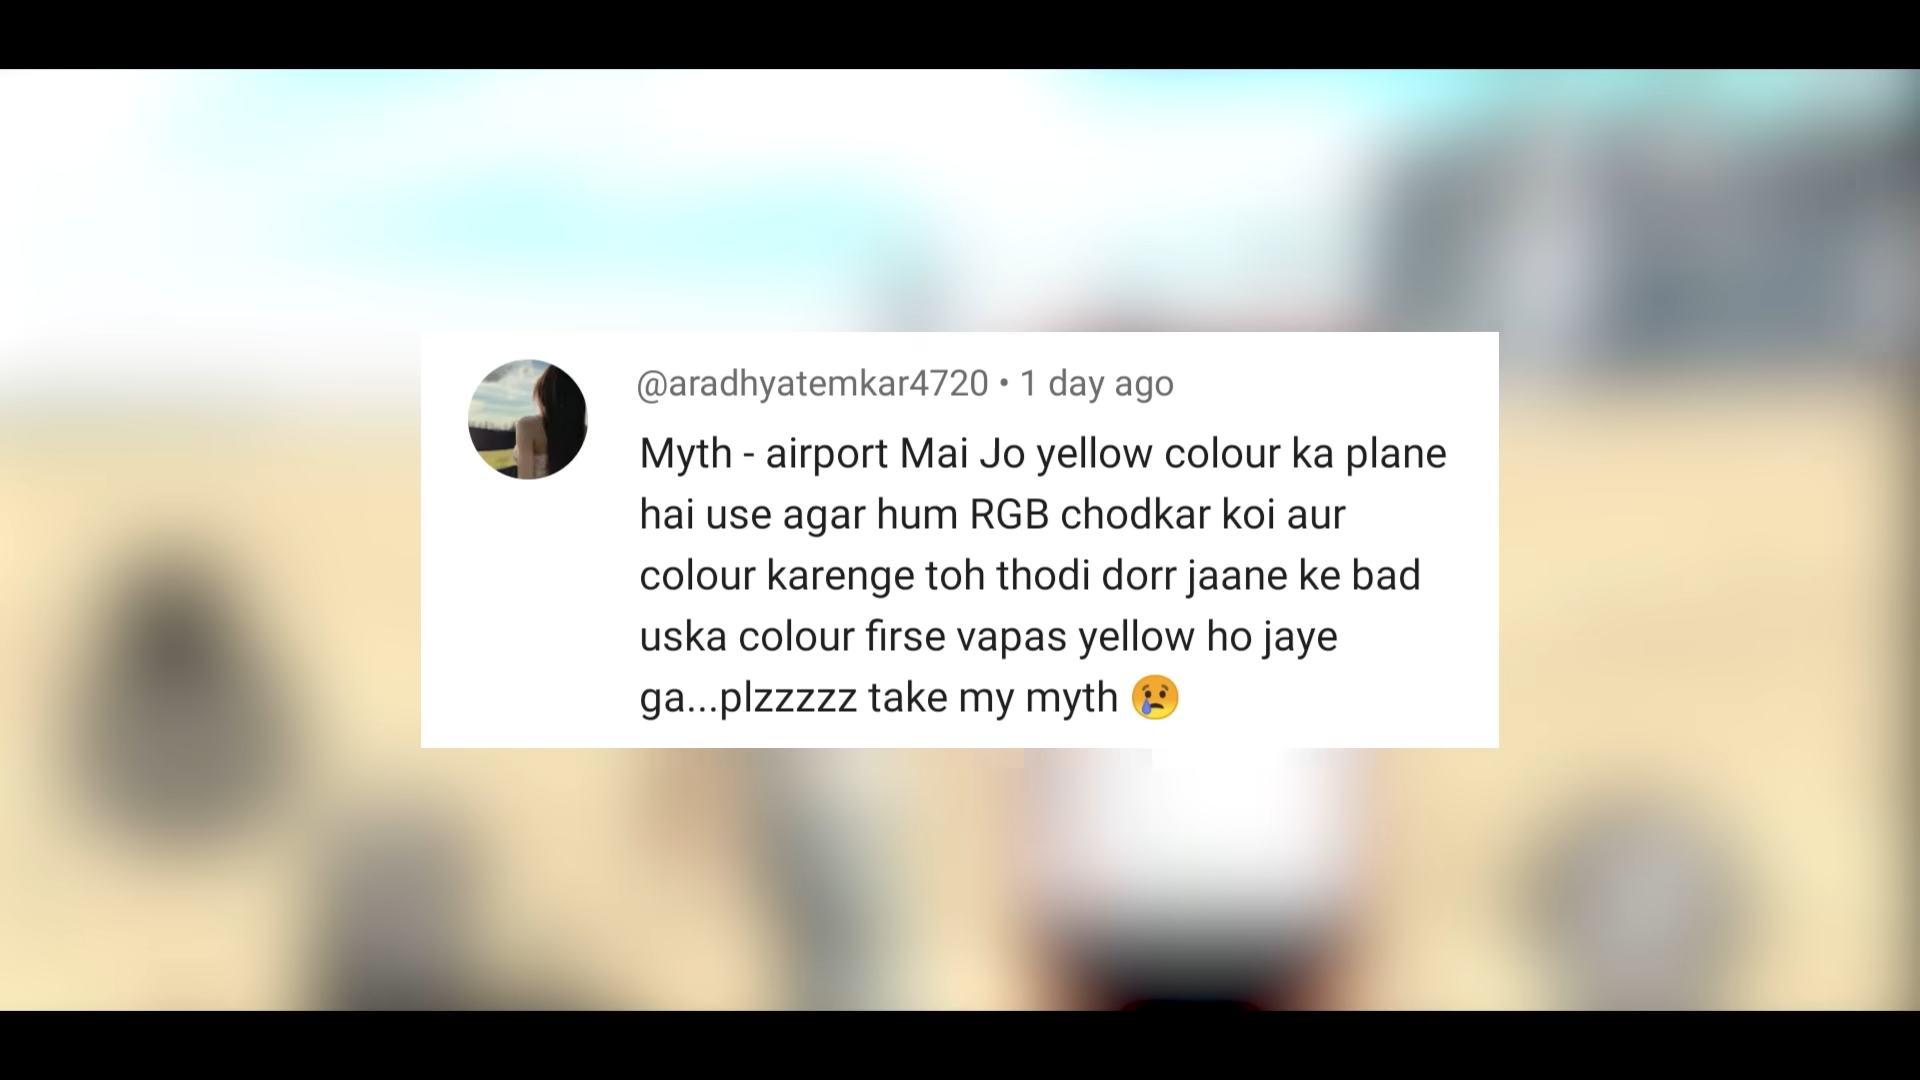 @aradhyatemkar4720 • 1 day ago
Myth - airport Mai Jo yellow colour ka plane
hai use agar hum RGB chodkar koi aur
colour karenge toh thodi dorr jaane ke bad
uska colour firse vapas yellow ho jaye
ga...plzzzzz take my myth 😢